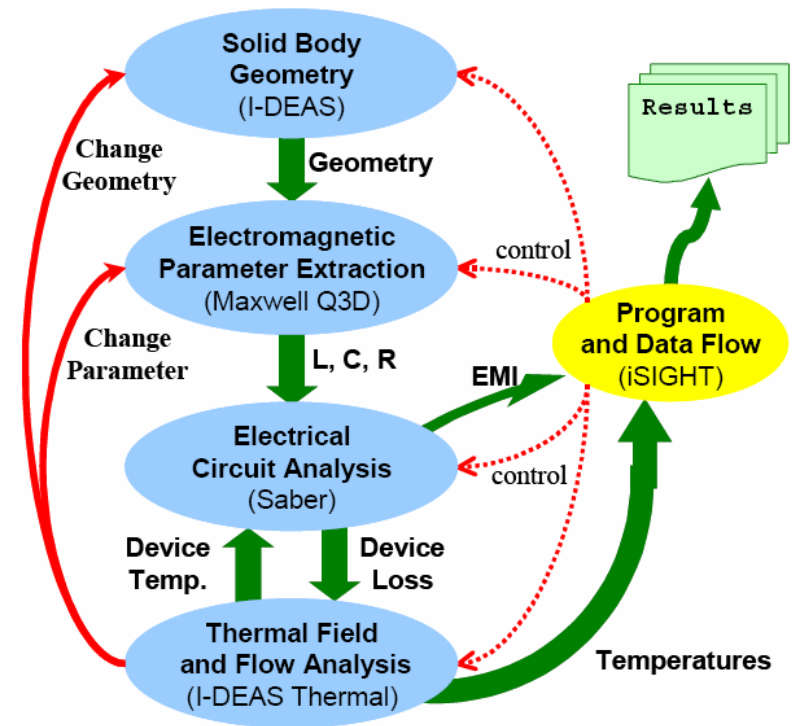 Solid Body
Geometry
(I-DEAS)
Results
Change
Geometry
Geometry
Electromagnetic
Parameter Extraction
(Maxwell Q3D)
control
Program
and Data Flow
(iSIGHT)
Change
Parameter
L, C, R
EMI
Electrical
Circuit Analysis
(Saber)
control
Device
Temp.
Device
Loss
Thermal Field
and Flow Analysis
(I-DEAS Thermal)
Temperatures